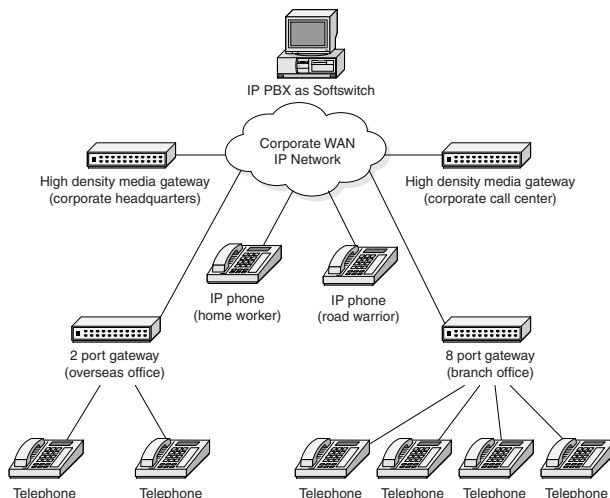 IP PBX as Softswitch
Corporate WAN
IP Network
High density media gateway
(corporate headquarters)
High density media gateway
(corporate call center)
IP phone
(home worker)
IP phone
(road warrior)
2 port gateway
(overseas office)
8 port gateway
(branch office)
Telephone
Telephone
Telephone
Telephone
Telephone
Telephone